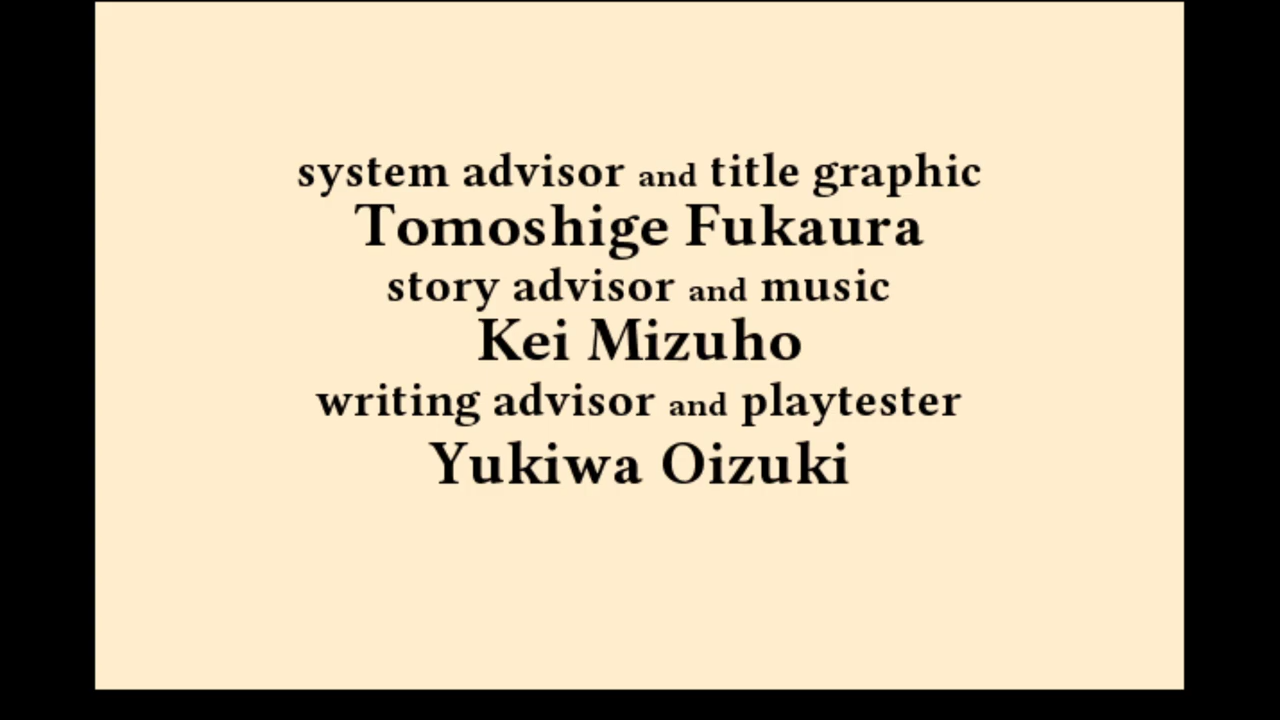 system advisor and title graphic
Tomoshige Fukaura
story advisor and music
Kei Mizuho
writing advisor and playtester
Yukiwa Oizuki